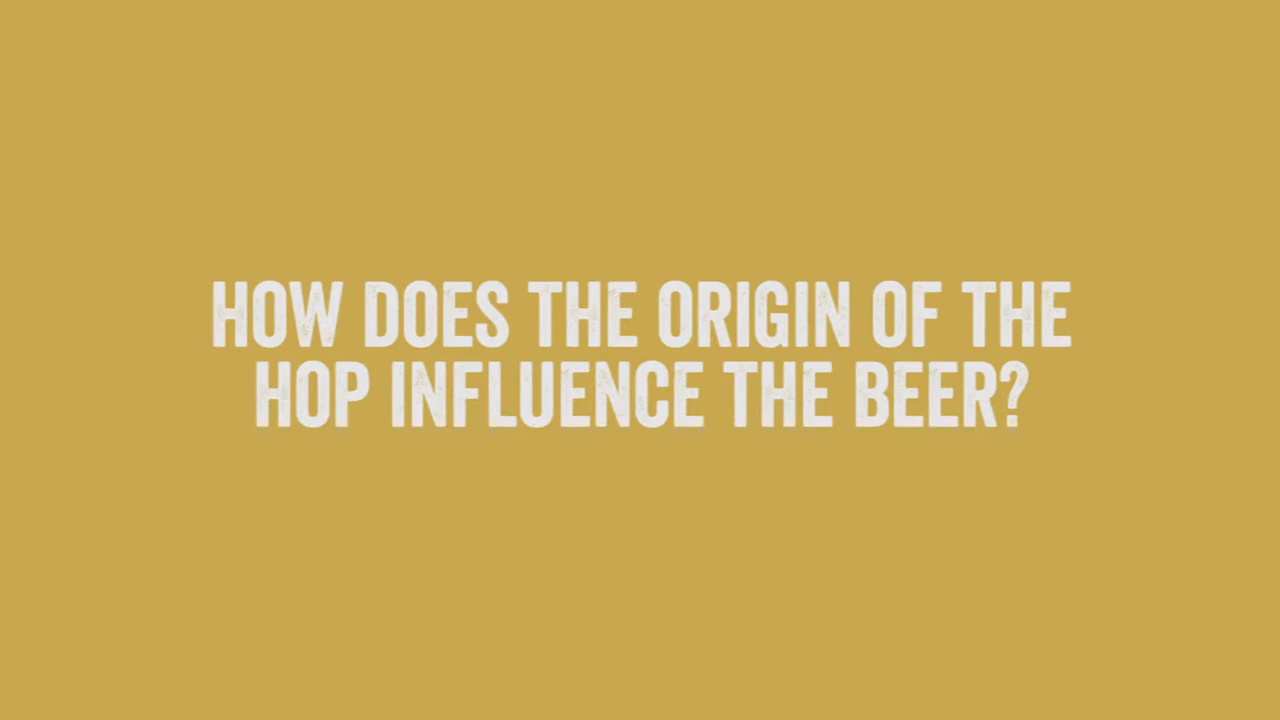 HOW DOES THE ORIGIN OF THE
HOP INFLUENCE THE BEER?